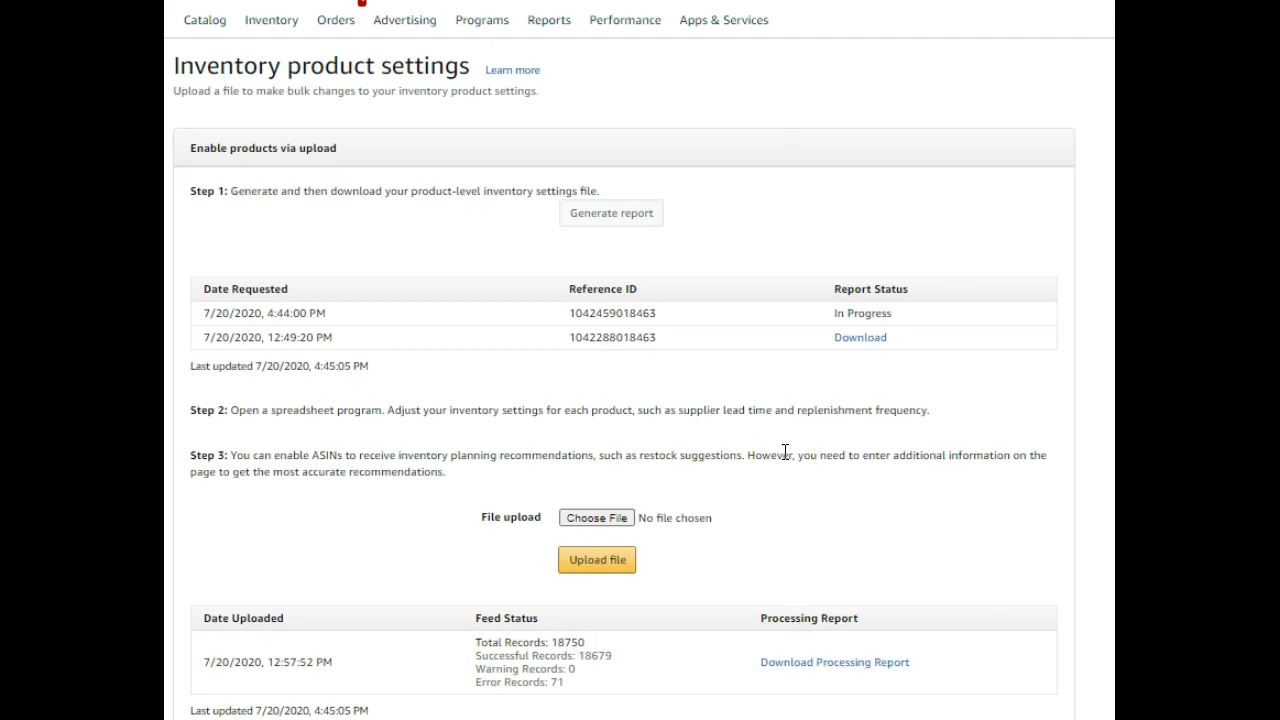 Catalog Inventory Orders Advertising Programs Reports Performance Apps & Services
Inventory product settings Learn more
Upload a file to make bulk changes to your inventory product settings.
Enable products via upload
Step 1: Generate and then download your product-level inventory settings file.
Generate report
Date Requested Reference ID Report Status
7/20/2020, 4:44:00 PM 1042459018463 In Progress
7/20/2020, 12:49:20 PM 1042288018463 Download
Last updated 7/20/2020, 4:45:05 PM
Step 2: Open a spreadsheet program. Adjust your inventory settings for each product, such as supplier lead time and replenishment frequency.
Step 3: You can enable ASINs to receive inventory planning recommendations, such as restock suggestions. However, you need to enter additional information on the
page to get the most accurate recommendations.
File upload Choose File No file chosen
Upload file
Date Uploaded Feed Status Processing Report
Total Records: 18750
Successful Records: 18679
7/20/2020, 12:57:52 PM Download Processing Report
Warning Records: 0
Error Records: 71
Last updated 7/20/2020, 4:45:05 PM